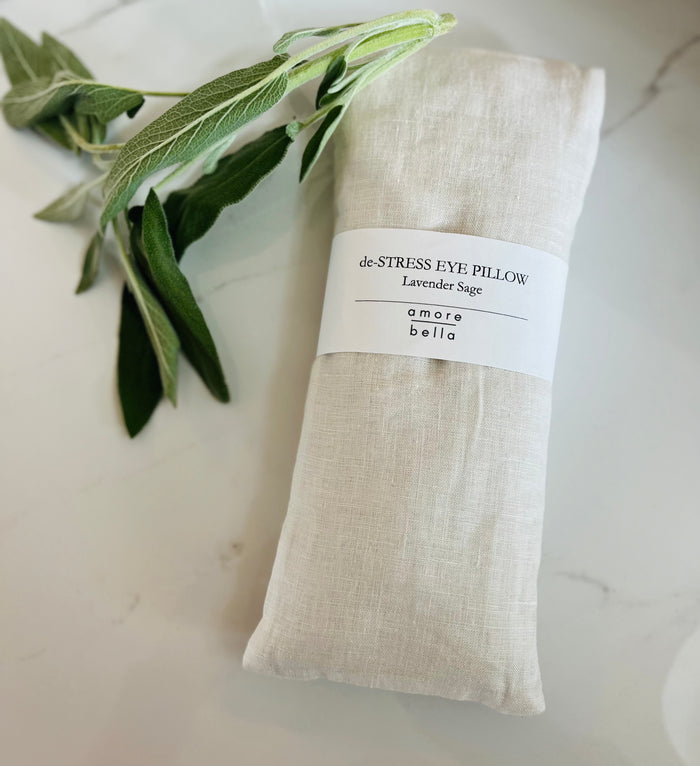 de-STRESS EYE PILLOW
Lavender Sage
amore
bella